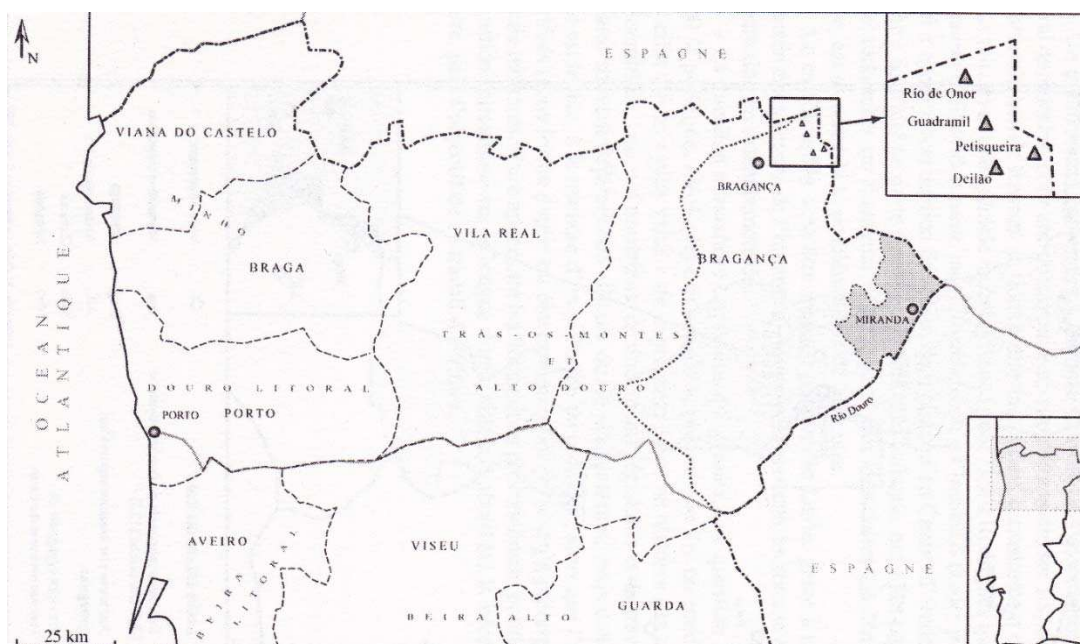 N
ESPAGNE
VIANA DO CASTELO
Río de Onor
Guadramil
Petisqueira
Deilão
BRAGANÇA
MINHO
VILA REAL
BRAGANÇA
BRAGA
TRÁS-OS-MONTES
ET
ALTO DOURO
MIRANDA
OCEAN
ATLANTIQUE
DOURO LITORAL
PORTO
PORTO
Río Douro
AVEIRO
VISEU
BEIRA
LITORAL
ESPAGNE
GUARDA
BEIRA ALTO
25 km